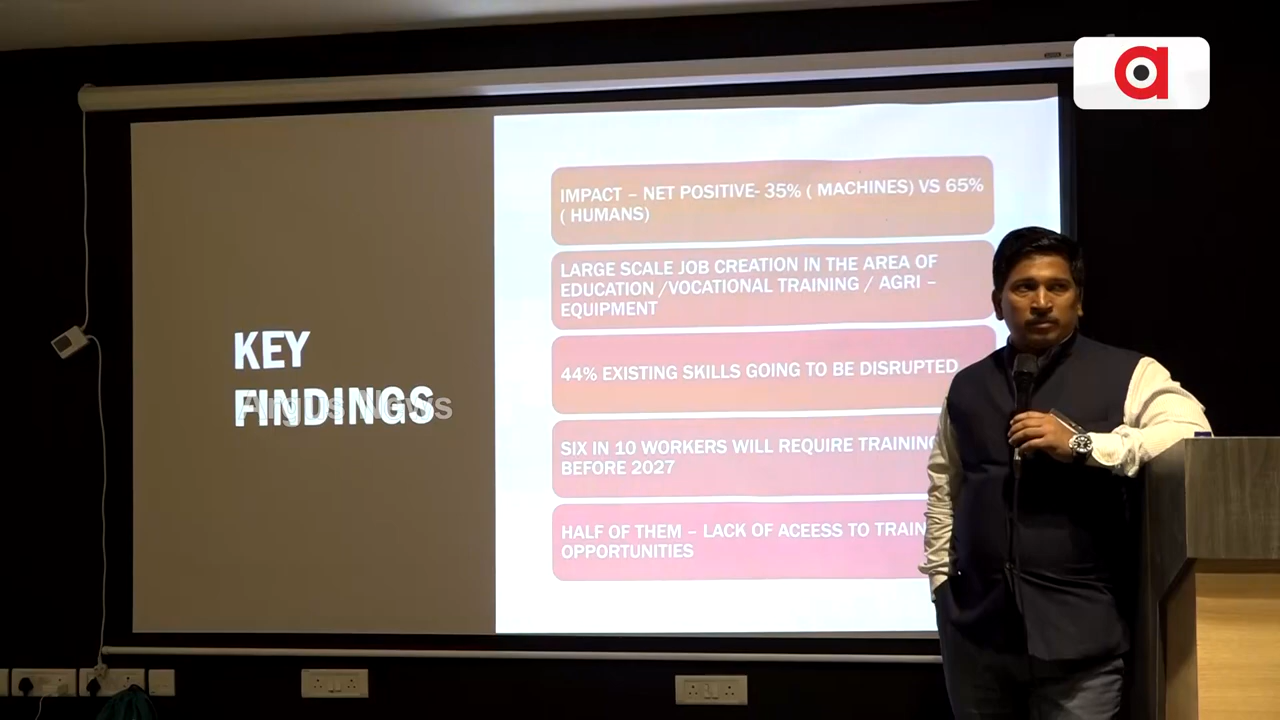 KEY
FINDINGS
Argus News
IMPACT – NET POSITIVE- 35% ( MACHINES) VS 65%
( HUMANS)
LARGE SCALE JOB CREATION IN THE AREA OF
EDUCATION /VOCATIONAL TRAINING / AGRI –
EQUIPMENT
44% EXISTING SKILLS GOING TO BE DISRUPTED
SIX IN 10 WORKERS WILL REQUIRE TRAINING
BEFORE 2027
HALF OF THEM – LACK OF ACEESS TO TRAIN
OPPORTUNITIES
a